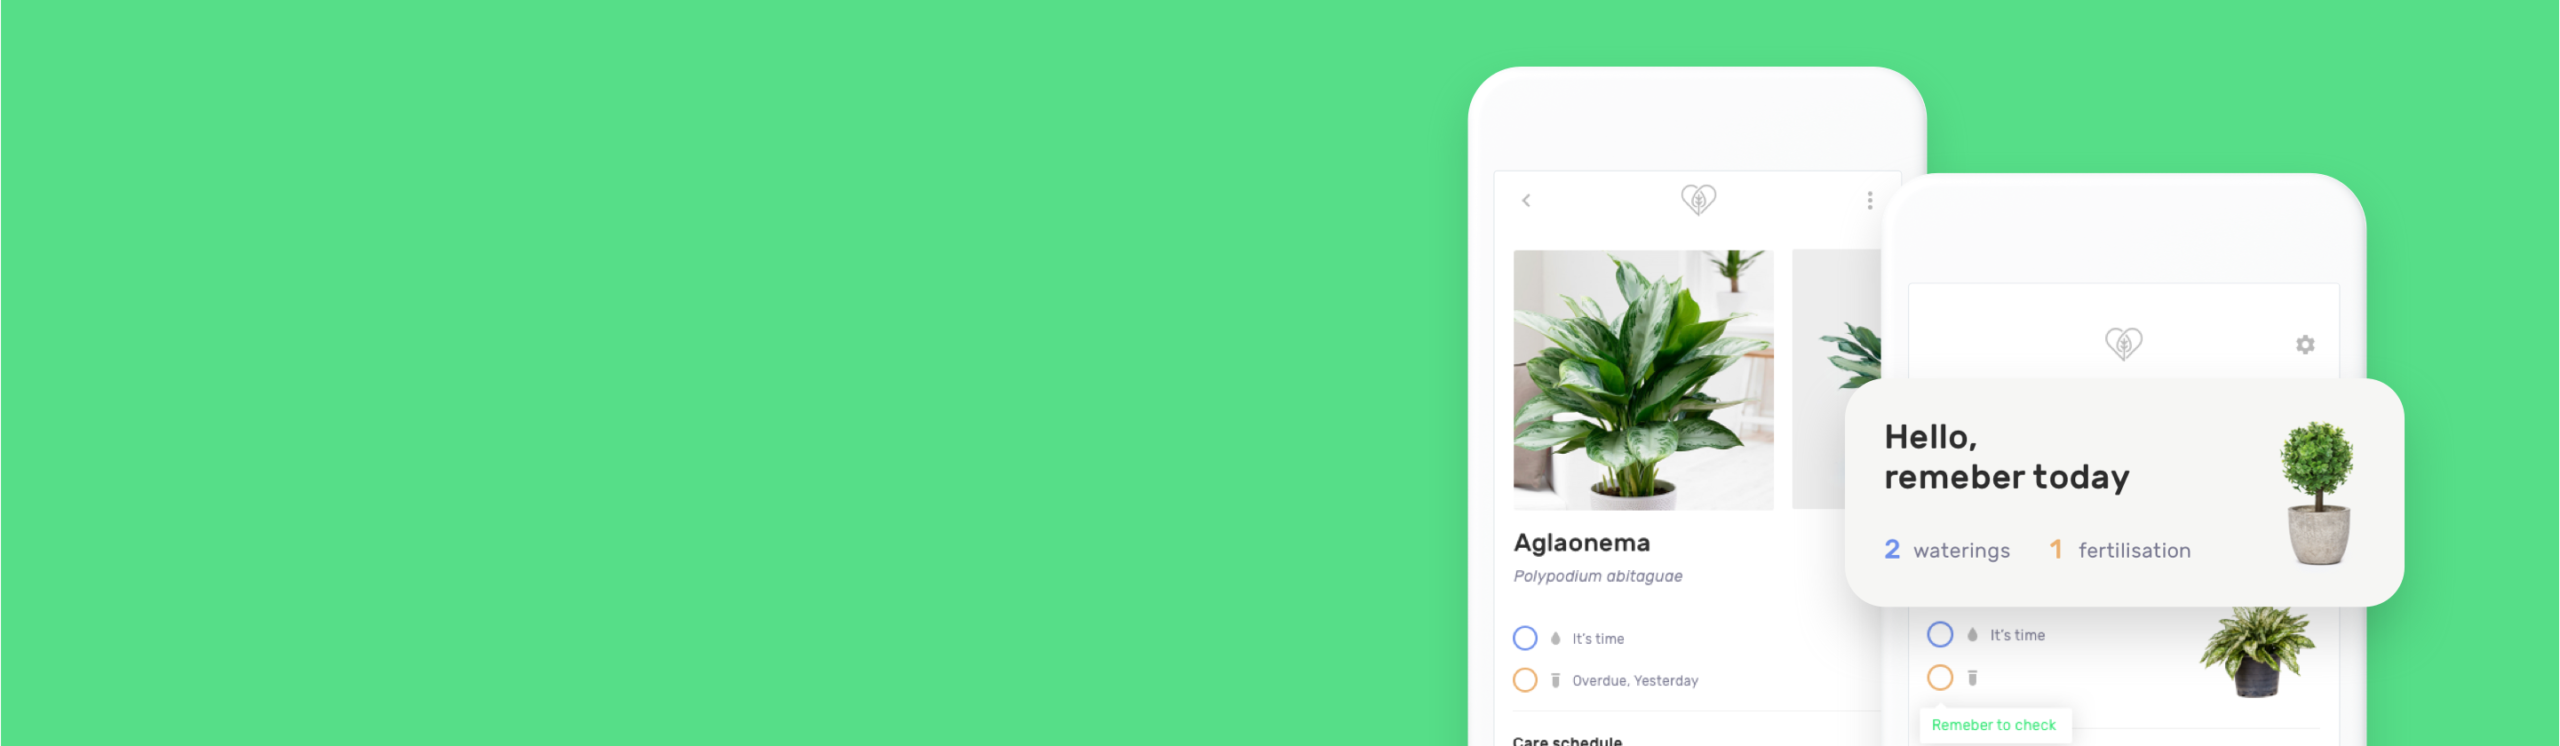 Aglaonema
Polypodium abitaguae
It's time
Overdue, Yesterday
Care schedule
Hello,
remeber today
2 waterings 1 fertilisation
It's time
Remeber to check